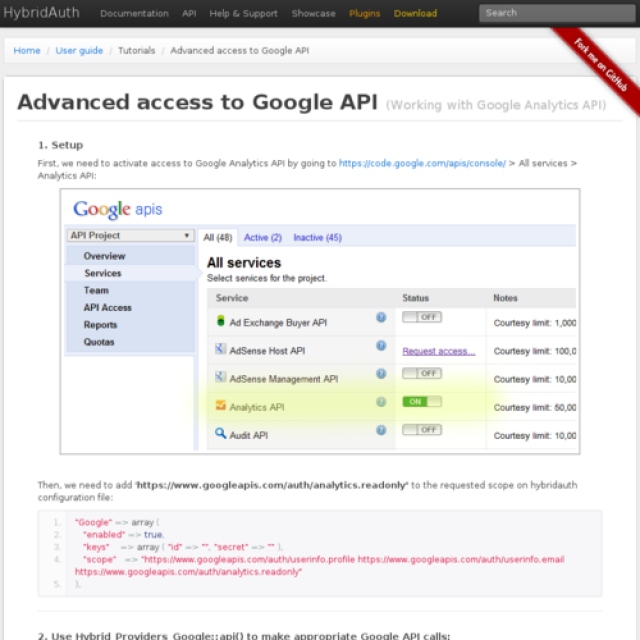 HybridAuth Documentation API Help & Support Showcase Plugins Download Search
Fork me on GitHub
Home / User guide / Tutorials / Advanced access to Google API
Advanced access to Google API (Working with Google Analytics API)
1. Setup
First, we need to activate access to Google Analytics API by going to https://code.google.com/apis/console/ > All services >
Analytics API:
Google apis
API Project
All (48) Active (2) Inactive (45)
Overview
Services
Team
API Access
Reports
Quotas
All services
Select services for the project.
Service Status Notes
Ad Exchange Buyer API OFF Courtesy limit: 1,000
AdSense Host API Request access... Courtesy limit: 100,0
AdSense Management API OFF Courtesy limit: 10,00
Analytics API ON Courtesy limit: 50,00
Audit API OFF Courtesy limit: 10,00
Then, we need to add "https://www.googleapis.com/auth/analytics.readonly" to the requested scope on hybridauth
configuration file:
1. "Google" => array (
2. "enabled" => true,
3. "keys" => array ( "id" => "", "secret" => "" ),
4. "scope" => "https://www.googleapis.com/auth/userinfo.profile https://www.googleapis.com/auth/userinfo.email
https://www.googleapis.com/auth/analytics.readonly"
5. ),
2. Use Hybrid_Providers_Google::api() to make appropriate Google API calls: